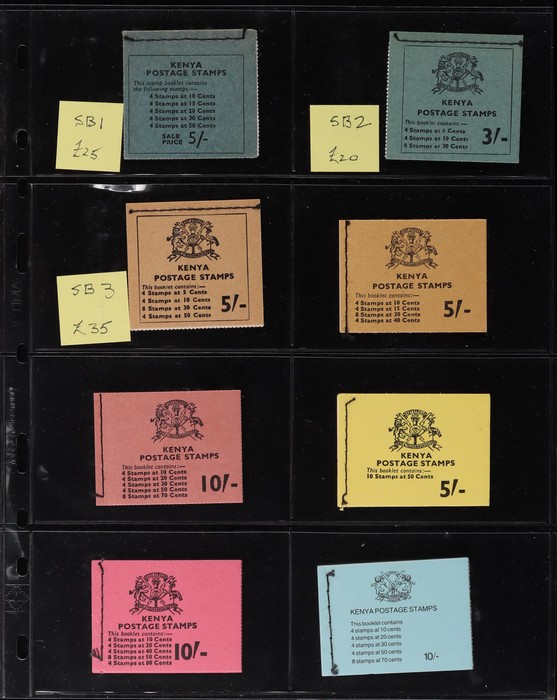 KENYA
POSTAGE STAMPS
This stamp booklet contains
the following stamps:—
4 Stamps at 10 Cents
4 Stamps at 15 Cents
4 Stamps at 20 Cents
4 Stamps at 30 Cents
4 Stamps at 50 Cents
SALE
PRICE 5/-
SB1
£25
KENYA
POSTAGE STAMPS
This booklet contains:—
4 Stamps at 5 Cents
4 Stamps at 10 Cents
8 Stamps at 30 Cents
3/-
SB2
£20
KENYA
POSTAGE STAMPS
This booklet contains:—
4 Stamps at 5 Cents
4 Stamps at 10 Cents
8 Stamps at 30 Cents
4 Stamps at 50 Cents
5/-
SB3
£35
KENYA
POSTAGE STAMPS
This booklet contains:—
4 Stamps at 10 Cents
4 Stamps at 15 Cents
8 Stamps at 30 Cents
4 Stamps at 40 Cents
5/-
KENYA
POSTAGE STAMPS
This booklet contains:—
4 Stamps at 10 Cents
4 Stamps at 20 Cents
4 Stamps at 30 Cents
4 Stamps at 50 Cents
8 Stamps at 70 Cents
10/-
KENYA
POSTAGE STAMPS
This booklet contains:—
10 Stamps at 50 Cents
5/-
KENYA
POSTAGE STAMPS
This booklet contains:—
4 Stamps at 10 Cents
4 Stamps at 20 Cents
4 Stamps at 40 Cents
8 Stamps at 50 Cents
4 Stamps at 80 Cents
10/-
KENYA POSTAGE STAMPS
This booklet contains
4 stamps at 10 cents
4 stamps at 20 cents
4 stamps at 30 cents
4 stamps at 50 cents
8 stamps at 70 cents
10/-